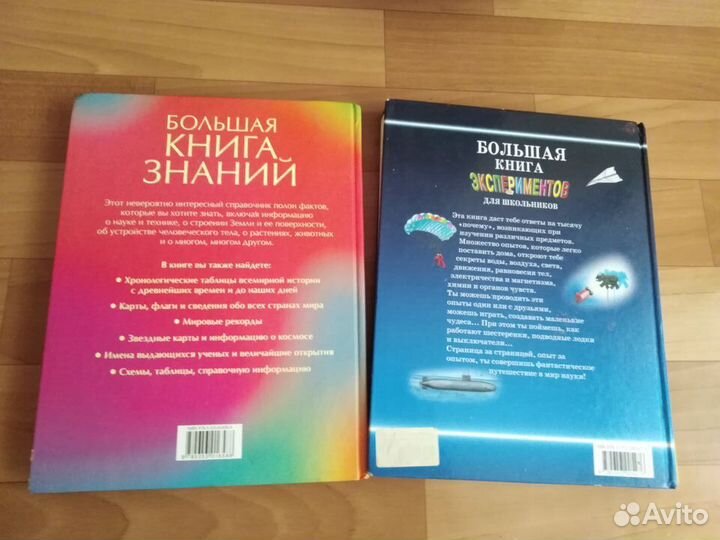 БОЛЬШАЯ
КНИГА
ЗНАНИЙ
Этот невероятно интересный справочник полон фактов,
которые вы хотите знать, включая информацию
о науке и технике, о строении Земли и ее поверхности,
об устройстве человеческого тела, о растениях, животных
и о многом, многом другом.
В книге вы также найдете:
• Хронологические таблицы всемирной истории
с древнейших времен и до наших дней
• Карты, флаги и сведения обо всех странах мира
• Мировые рекорды
• Звездные карты и информацию о космосе
• Имена выдающихся ученых и величайшие открытия
• Схемы, таблицы, справочную информацию
БОЛЬШАЯ
КНИГА
ЭКСПЕРИМЕНТОВ
ДЛЯ ШКОЛЬНИКОВ
Эта книга даст тебе ответы на тысячу
«почему», возникающих при
изучении различных предметов.
Множество опытов, которые легко
поставить дома, откроют тебе
секреты воды, воздуха, света,
движения, равновесия тел,
электричества и магнетизма,
химии и органов чувств.
Ты можешь проводить эти
опыты один или с друзьями,
можешь играть, создавать маленькие
чудеса... При этом ты поймешь, как
работают шестеренки, подводные лодки
и выключатели...
Страница за страницей, опыт за
опытом, ты совершишь фантастическое
путешествие в мир науки!
Avito